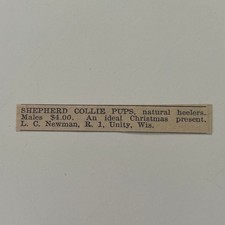 SHEPHERD COLLIE PUPS, natural heelers.
Males $4.00. An ideal Christmas present.
L. C. Newman, R. 1, Unity, Wis.